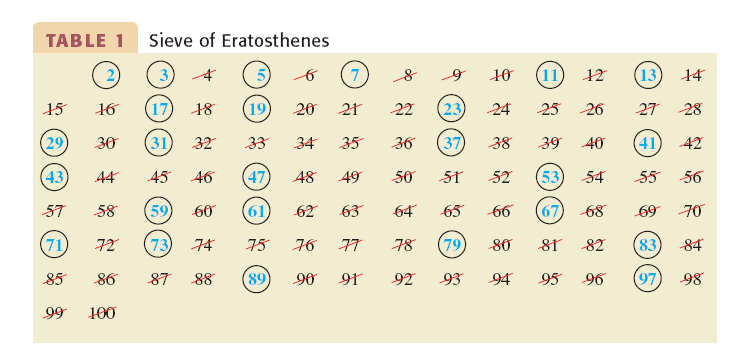 TABLE 1 Sieve of Eratosthenes
2 3 4 5 6 7 8 9 10 11 12 13 14
15 16 17 18 19 20 21 22 23 24 25 26 27 28
29 30 31 32 33 34 35 36 37 38 39 40 41 42
43 44 45 46 47 48 49 50 51 52 53 54 55 56
57 58 59 60 61 62 63 64 65 66 67 68 69 70
71 72 73 74 75 76 77 78 79 80 81 82 83 84
85 86 87 88 89 90 91 92 93 94 95 96 97 98
99 100